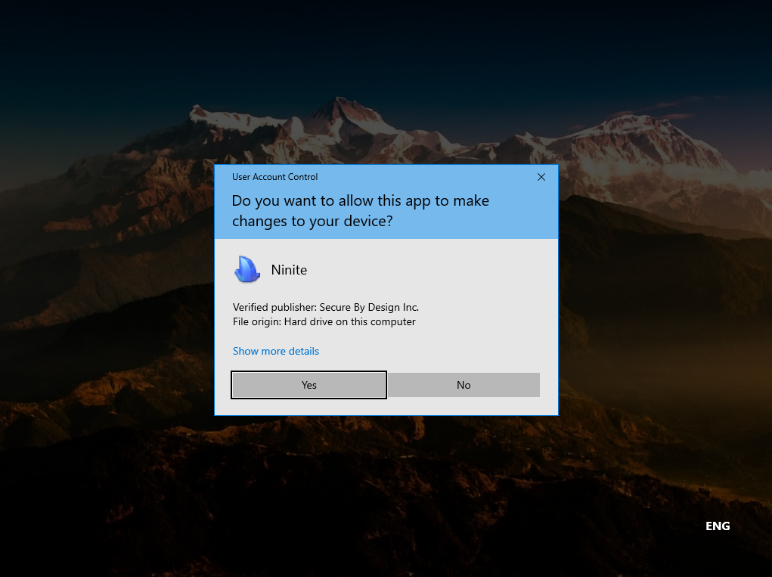 User Account Control
Do you want to allow this app to make
changes to your device?
Ninite
Verified publisher: Secure By Design Inc.
File origin: Hard drive on this computer
Show more details
Yes
No
ENG